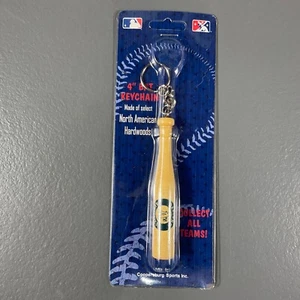 4" BAT
KEYCHAIN
Made of select
North American
Hardwoods!
COLLECT
ALL
TEAMS!
Cooperstown Sports Inc.